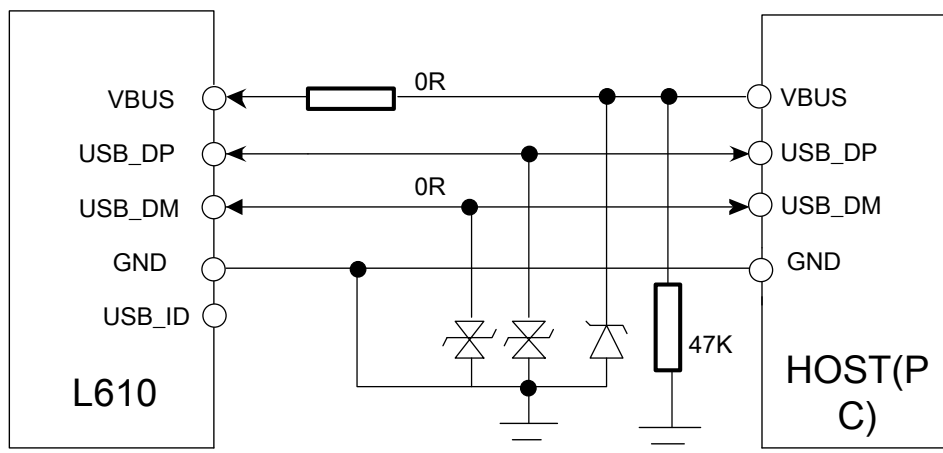 VBUS
USB_DP
USB_DM
GND
USB_ID
L610
0R
0R
47K
VBUS
USB_DP
USB_DM
GND
HOST(P
C)